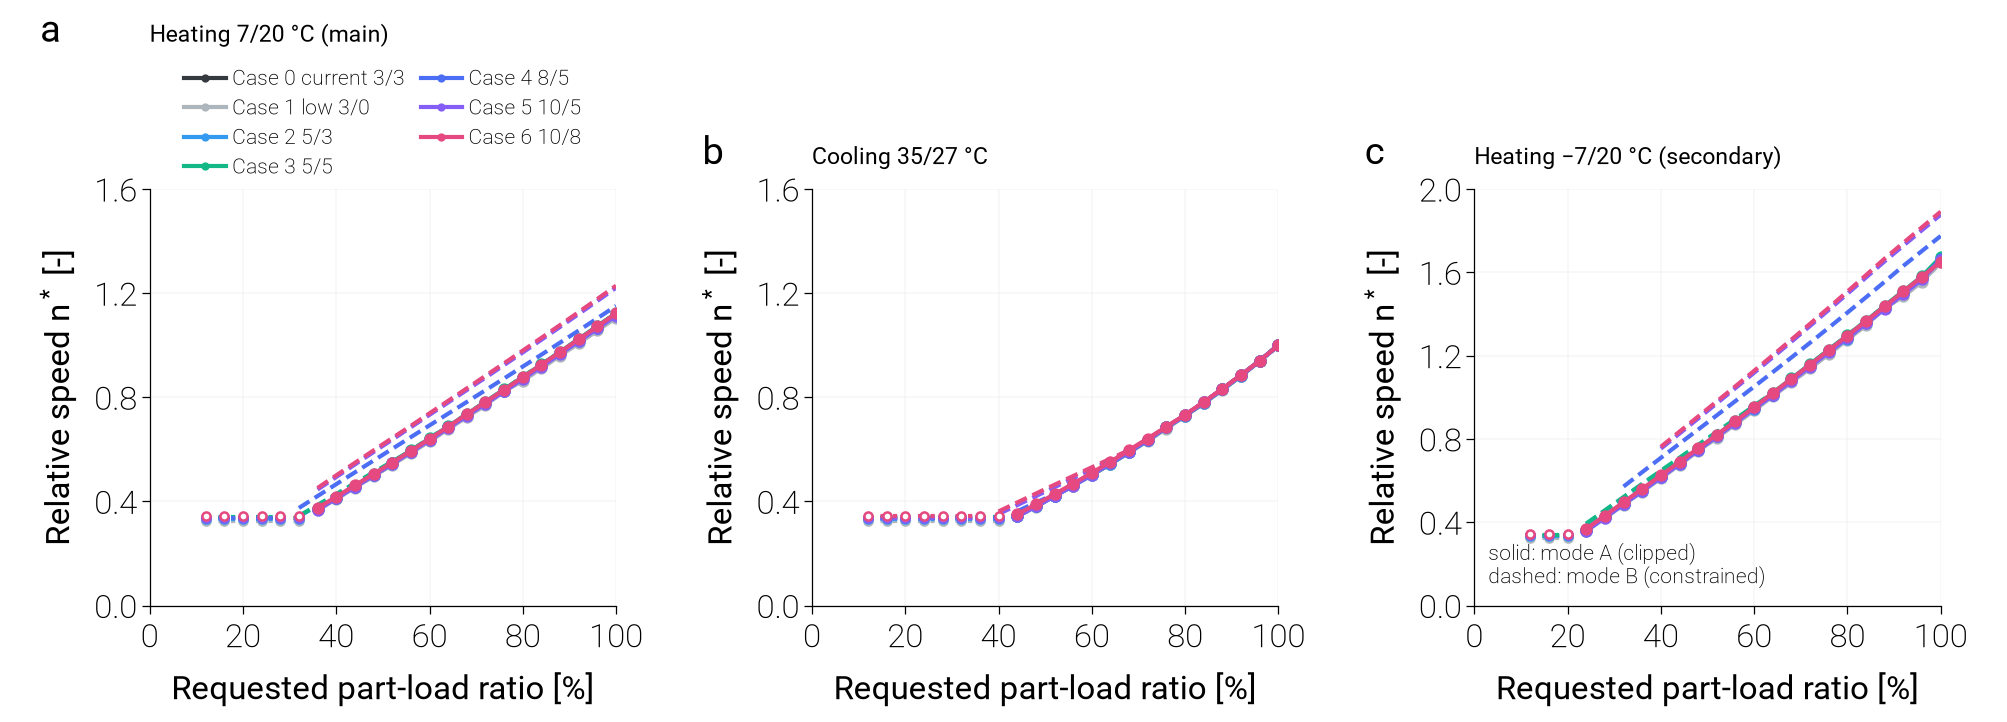 a
Heating 7/20 °C (main)
Case 0 current 3/3
Case 1 low 3/0
Case 2 5/3
Case 3 5/5
Case 4 8/5
Case 5 10/5
Case 6 10/8
1.6
1.2
0.8
0.4
0.0
Relative speed n* [-]
0 20 40 60 80 100
Requested part-load ratio [%]
b
Cooling 35/27 °C
1.6
1.2
0.8
0.4
0.0
Relative speed n* [-]
0 20 40 60 80 100
Requested part-load ratio [%]
c
Heating −7/20 °C (secondary)
2.0
1.6
1.2
0.8
0.4
0.0
Relative speed n* [-]
solid: mode A (clipped)
dashed: mode B (constrained)
0 20 40 60 80 100
Requested part-load ratio [%]